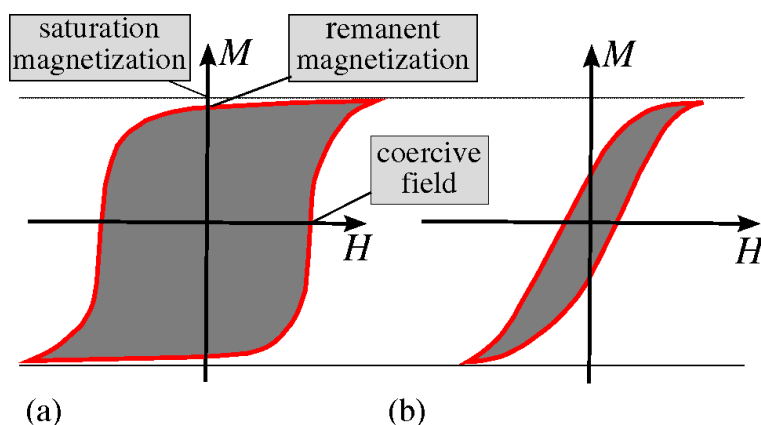 saturation
magnetization
remanent
magnetization
M
M
coercive
field
H
H
(a)
(b)